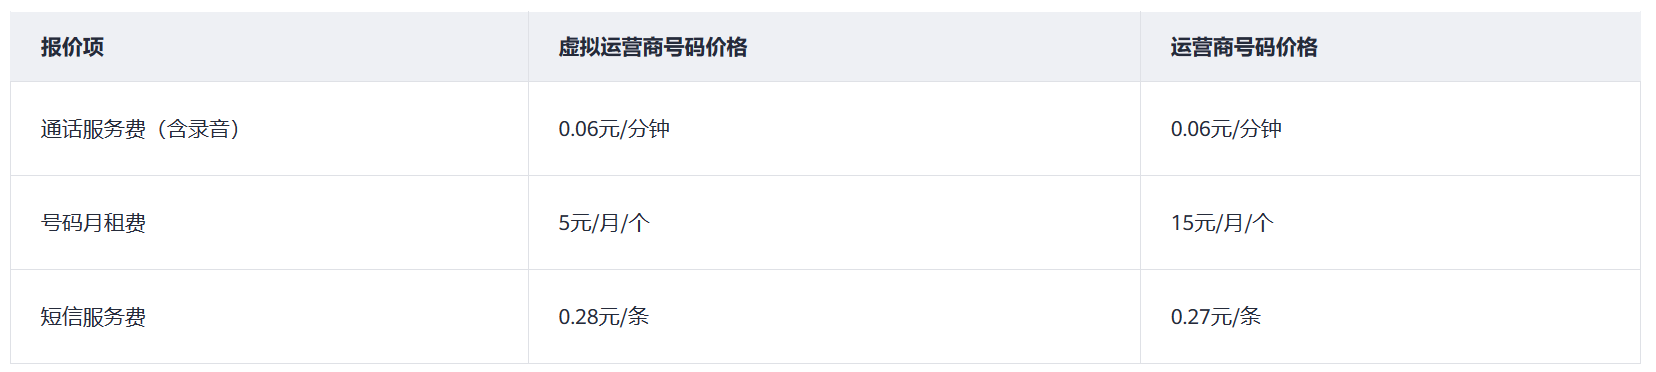 报价项 虚拟运营商号码价格 运营商号码价格
通话服务费（含录音） 0.06元/分钟 0.06元/分钟
号码月租费 5元/月/个 15元/月/个
短信服务费 0.28元/条 0.27元/条